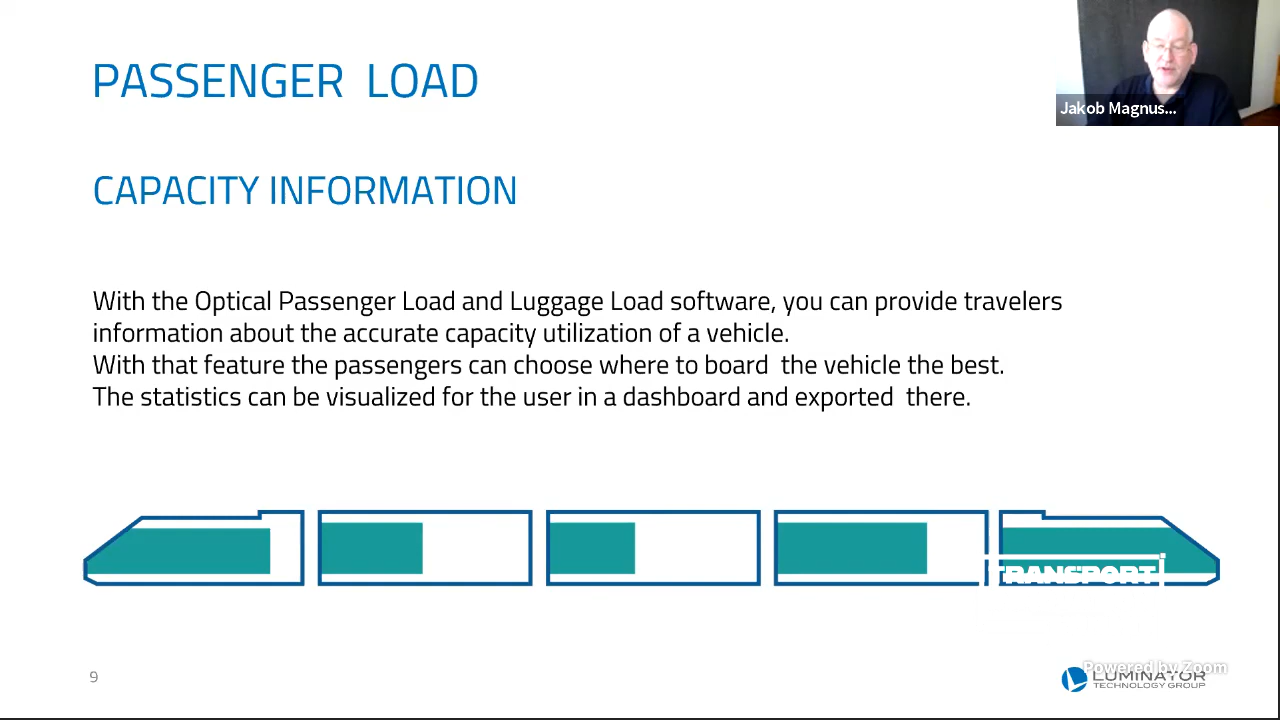 PASSENGER LOAD
Jakob Magnus...
CAPACITY INFORMATION
With the Optical Passenger Load and Luggage Load software, you can provide travelers
information about the accurate capacity utilization of a vehicle.
With that feature the passengers can choose where to board the vehicle the best.
The statistics can be visualized for the user in a dashboard and exported there.
TRANSPORT
9
Powered by Zoom
LUMINATOR
TECHNOLOGY GROUP